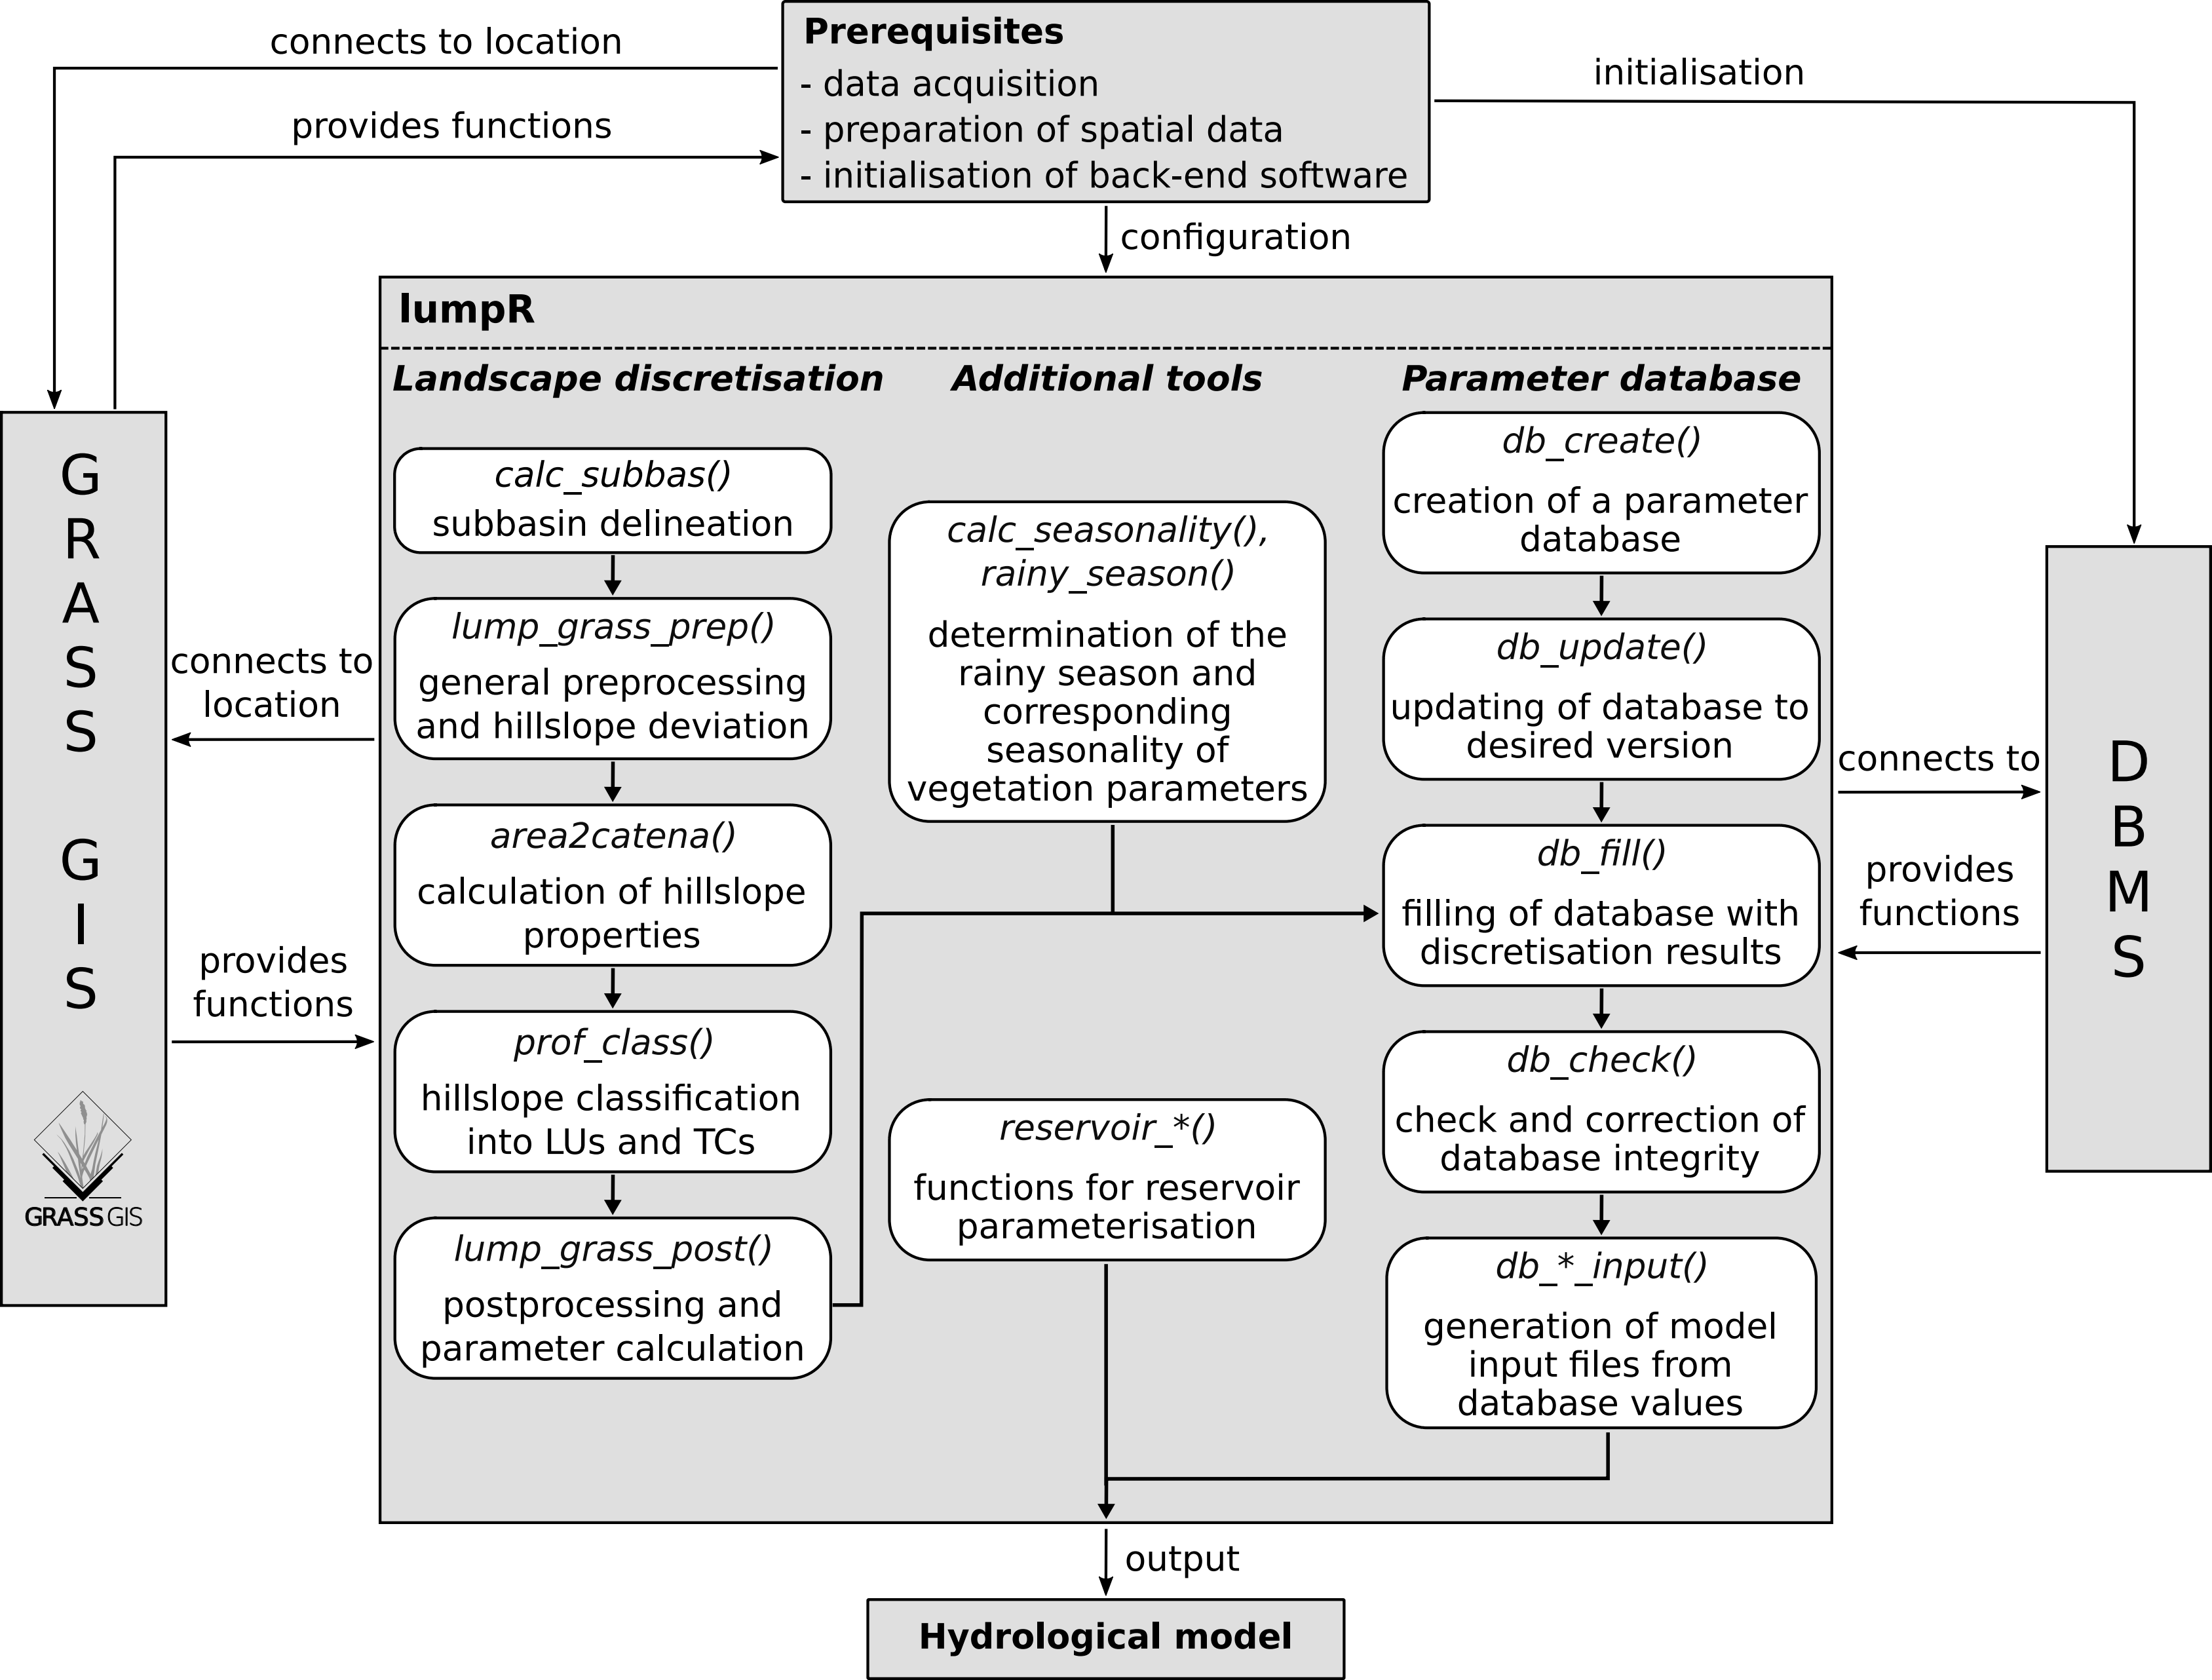 connects to location
provides functions
Prerequisites
- data acquisition
- preparation of spatial data
- initialisation of back-end software
initialisation
configuration
lumpR
Landscape discretisation
calc_subbas()
subbasin delineation
lump_grass_prep()
general preprocessing
and hillslope deviation
area2catena()
calculation of hillslope
properties
prof_class()
hillslope classification
into LUs and TCs
lump_grass_post()
postprocessing and
parameter calculation
Additional tools
calc_seasonality(),
rainy_season()
determination of the
rainy season and
corresponding
seasonality of
vegetation parameters
reservoir_*()
functions for reservoir
parameterisation
Parameter database
db_create()
creation of a parameter
database
db_update()
updating of database to
desired version
db_fill()
filling of database with
discretisation results
db_check()
check and correction of
database integrity
db_*_input()
generation of model
input files from
database values
GRASS GIS
GRASS GIS
connects to
location
provides
functions
connects to
provides
functions
DBMS
output
Hydrological model